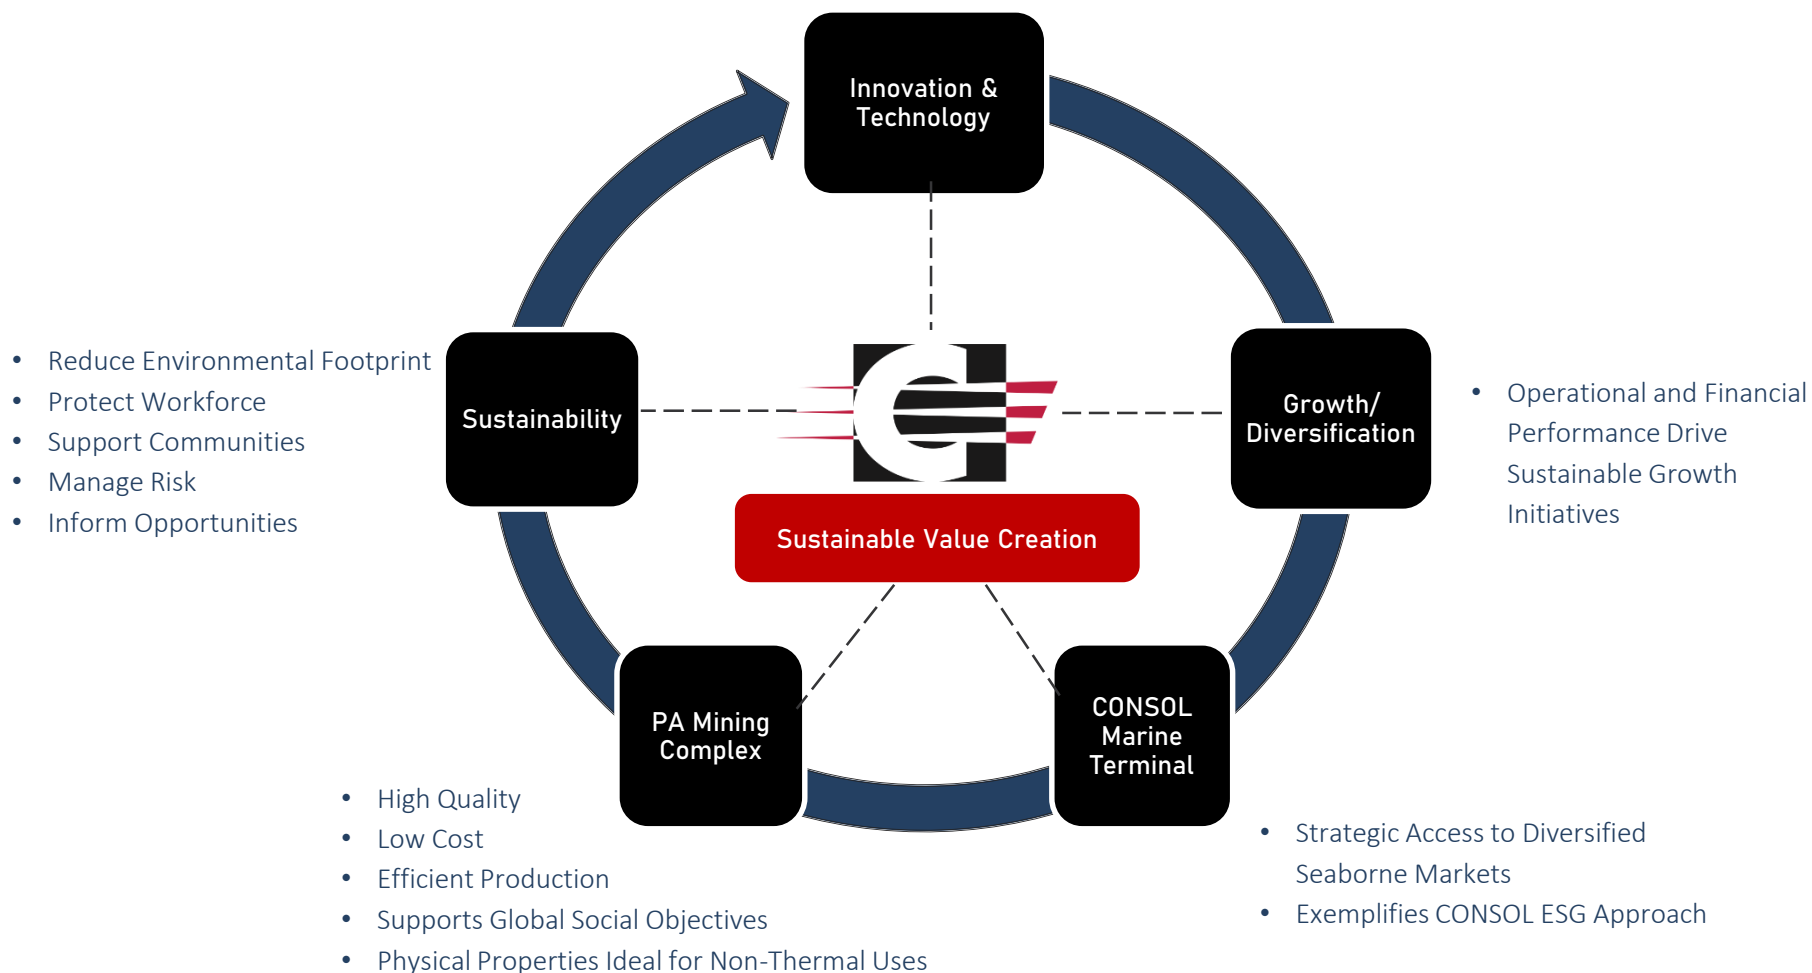 Innovation &
Technology
• Reduce Environmental Footprint
• Protect Workforce
• Support Communities
• Manage Risk
• Inform Opportunities
Sustainability
Growth/
Diversification
• Operational and Financial
Performance Drive
Sustainable Growth
Initiatives
Sustainable Value Creation
PA Mining
Complex
CONSOL
Marine
Terminal
• High Quality
• Low Cost
• Efficient Production
• Supports Global Social Objectives
• Physical Properties Ideal for Non-Thermal Uses
• Strategic Access to Diversified
Seaborne Markets
• Exemplifies CONSOL ESG Approach